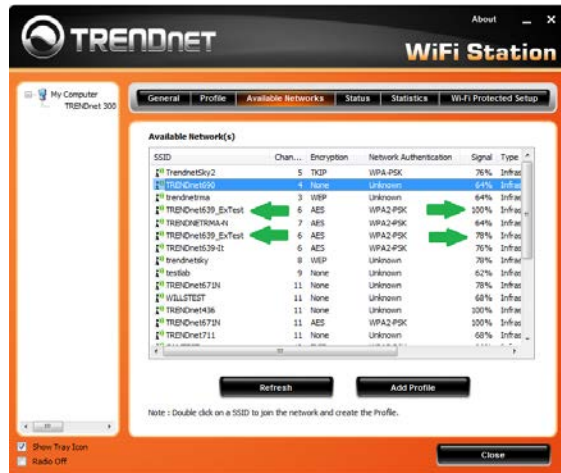 About
TRENDNET
WiFi Station
My Computer
TRENDnet 300
General Profile Available Networks Status Statistics Wi-Fi Protected Setup
Available Network(s)
SSID Chan... Encryption Network Authentication Signal Type
TrendnetSky2 5 TKIP WPA-PSK 76% Infras
TRENDnet690 4 None Unknown 64% Infras
trendnetrma 3 WEP Unknown 64% Infras
TRENDnet639_ExTest 6 AES WPA2-PSK 100% Infras
TRENDNETRMA-N 7 AES WPA2-PSK 64% Infras
TRENDnet639_ExTest 6 AES WPA2-PSK 78% Infras
TRENDnet639-It 6 AES WPA2-PSK 76% Infras
trendnetsky 8 WEP Unknown 78% Infras
testlab 9 None Unknown 62% Infras
TRENDnet671N 11 None Unknown 78% Infras
WILLSTEST 11 None Unknown 68% Infras
TRENDnet436 11 None Unknown 100% Infras
TRENDnet671N 11 AES WPA2-PSK 100% Infras
TRENDnet711 11 None Unknown 68% Infras
Refresh Add Profile
Note : Double click on a SSID to join the network and create the Profile.
Show Tray Icon
Radio Off
Close